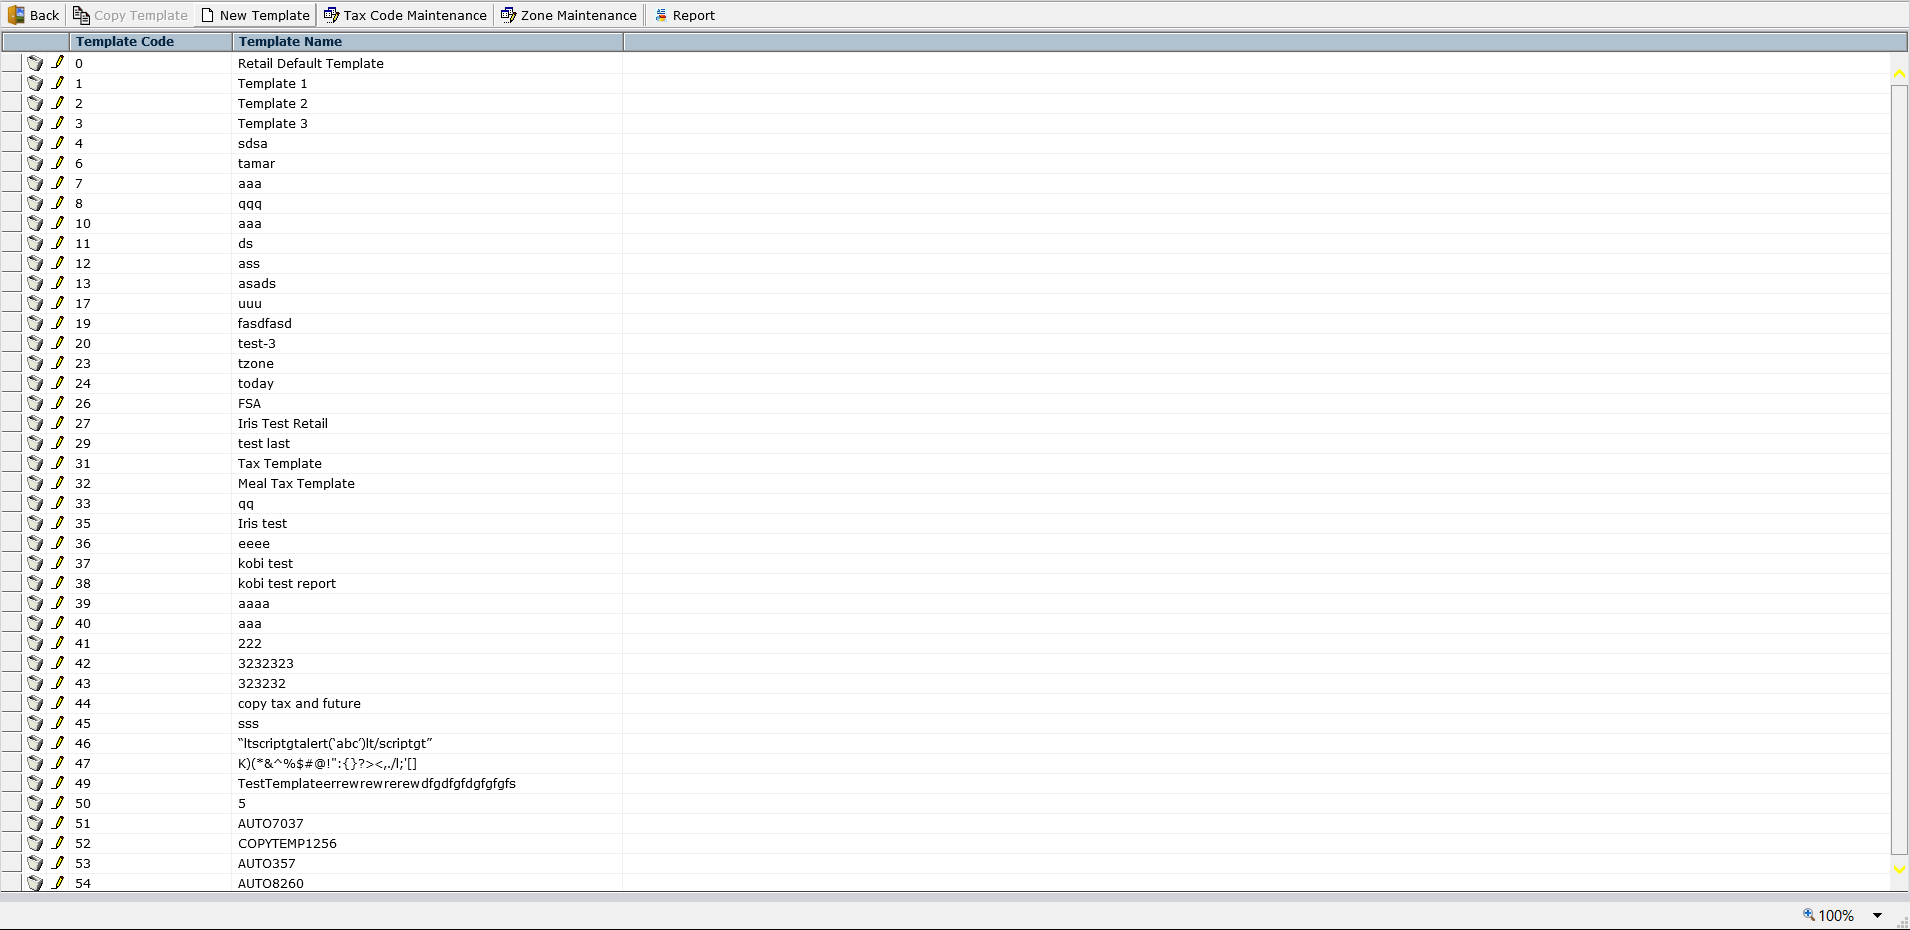 Back Copy Template New Template Tax Code Maintenance Zone Maintenance Report
Template Code Template Name
0 Retail Default Template
1 Template 1
2 Template 2
3 Template 3
4 sdsa
6 tamar
7 aaa
8 qqq
10 aaa
11 ds
12 ass
13 asads
17 uuu
19 fasdfasd
20 test-3
23 tzone
24 today
26 FSA
27 Iris Test Retail
29 test last
31 Tax Template
32 Meal Tax Template
33 qq
35 Iris test
36 eeee
37 kobi test
38 kobi test report
39 aaaa
40 aaa
41 222
42 3232323
43 323232
44 copy tax and future
45 sss
46 “ltscriptgtalert(‘abc’)lt/scriptgt”
47 K)(*&^%$#@!":{}?><,./l;'[]
49 TestTemplateerrewrewrerewdfgdfgfdgfgfgfs
50 5
51 AUTO7037
52 COPYTEMP1256
53 AUTO357
54 AUTO8260
100%